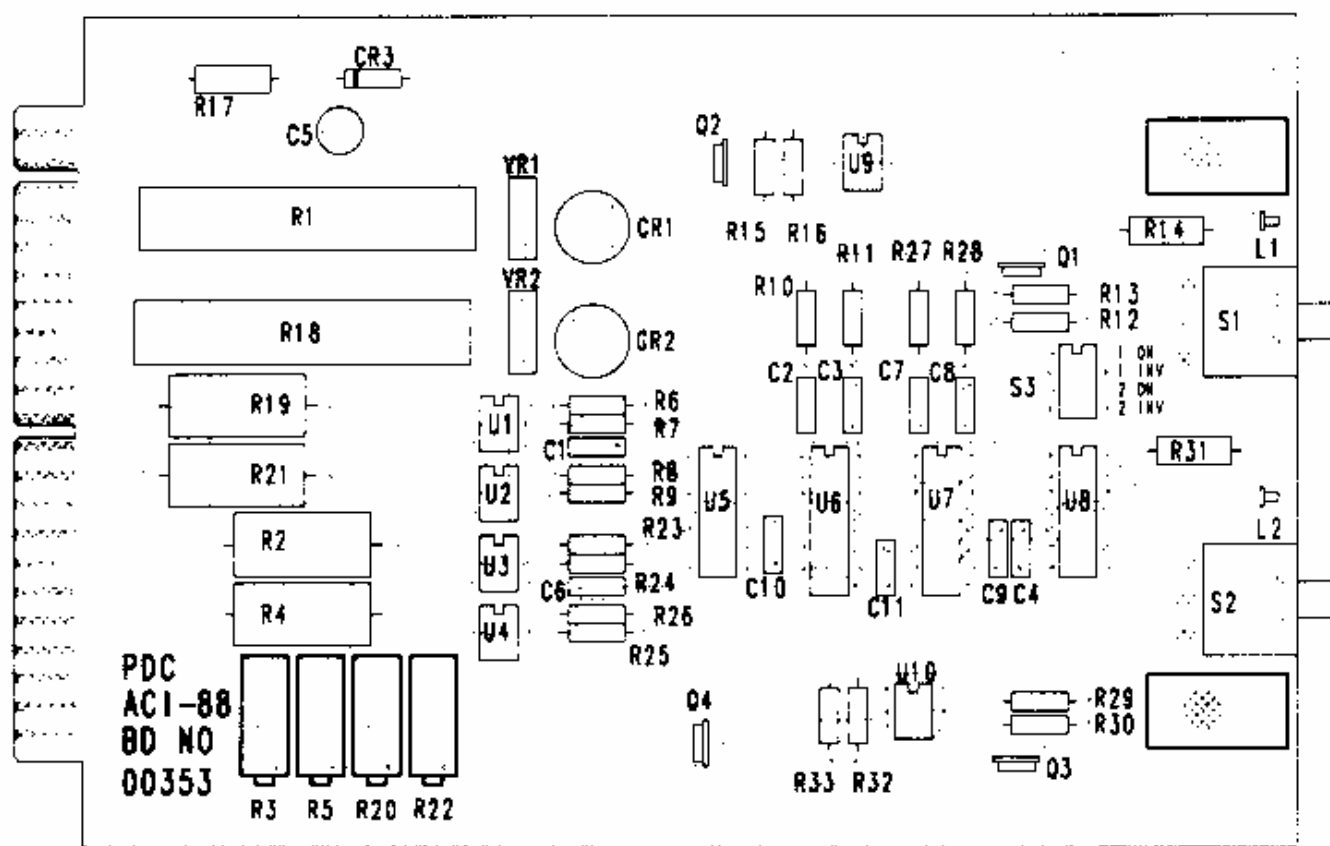 CR3
R17
C5
Q2
U9
VR1
R1
CR1
R15 R16
R14
L1
R11 R27 R28
Q1
VR2
R10
R13
R12
S1
R18
CR2
C2 C3 C7 C8
S3
1 ON
1 INV
2 ON
2 INV
R19
U1
R6
R7
C1
R21
U2
R8
R9
U5
U6
U7
U8
R31
L2
R2
U3
R23
R24
C6
C10
C11
C9 C4
R4
U4
R26
R25
S2
PDC
ACI-88
BD NO
00353
R3 R5 R20 R22
Q4
U10
R29
R30
R33 R32
Q3